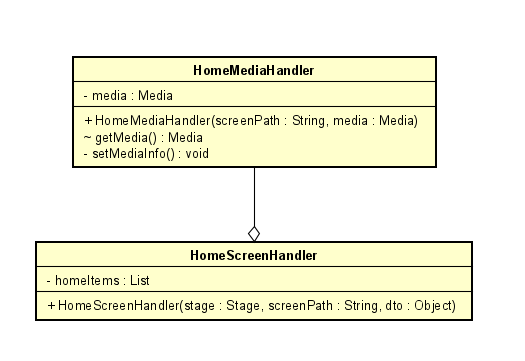 HomeMediaHandler
- media : Media
+ HomeMediaHandler(screenPath : String, media : Media)
~ getMedia() : Media
- setMediaInfo() : void
HomeScreenHandler
- homeItems : List
+ HomeScreenHandler(stage : Stage, screenPath : String, dto : Object)